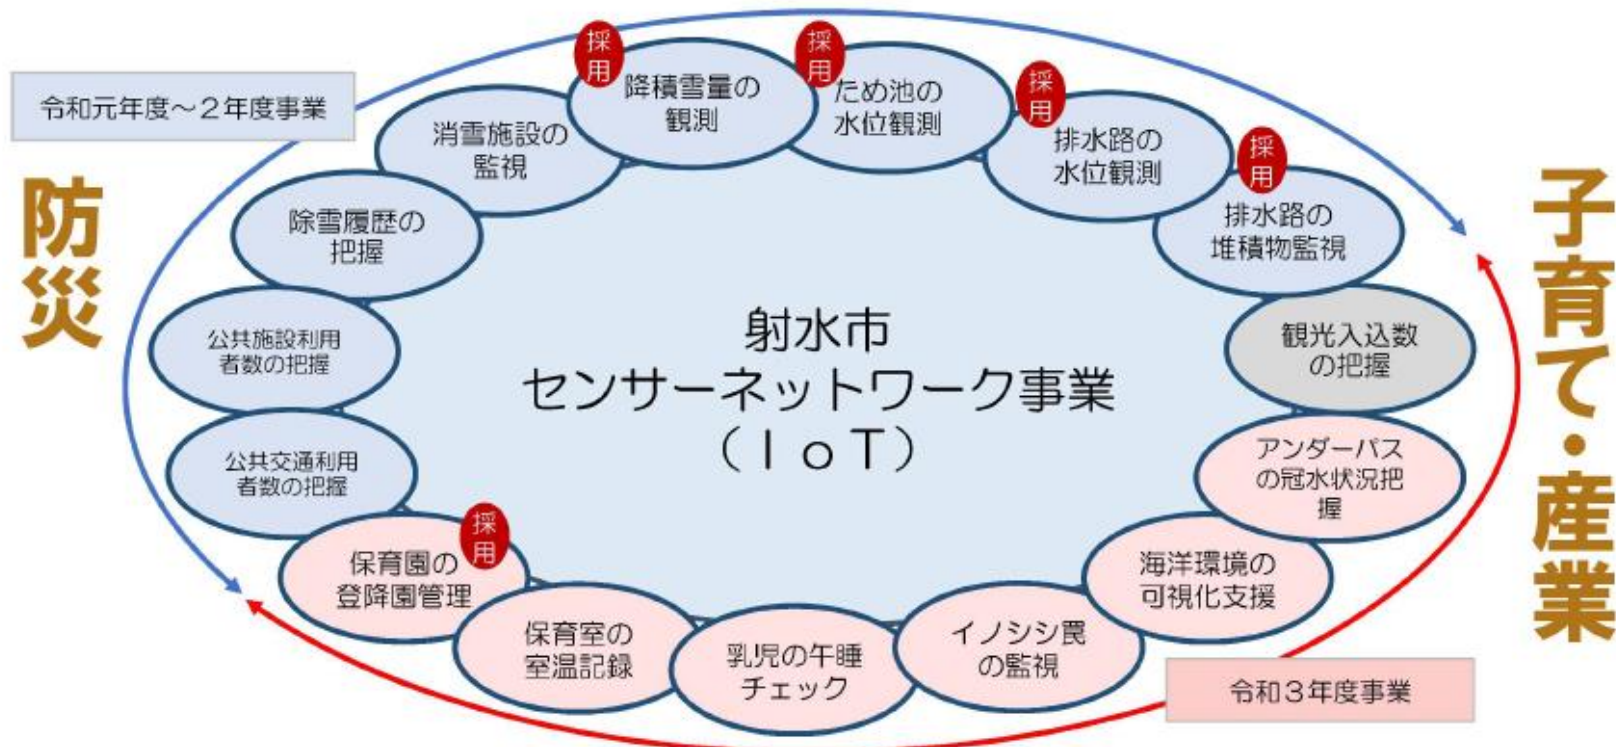 令和元年度～２年度事業
防災
消雪施設の
監視
採用
降積雪量の
観測
採用
ため池の
水位観測
採用
排水路の
水位観測
採用
排水路の
堆積物監視
除雪履歴の
把握
公共施設利用
者数の把握
公共交通利用
者数の把握
射水市
センサーネットワーク事業
（ＩｏＴ）
観光入込数
の把握
アンダーパス
の冠水状況把
握
子育て・産業
採用
保育園の
登降園管理
保育室の
室温記録
乳児の午睡
チェック
イノシシ罠
の監視
海洋環境の
可視化支援
令和３年度事業